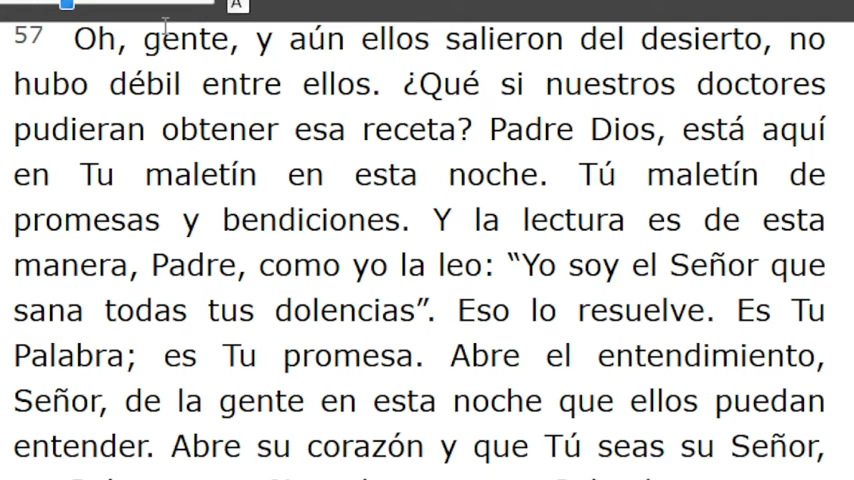 A
57 Oh, gente, y aún ellos salieron del desierto, no
hubo débil entre ellos. ¿Qué si nuestros doctores
pudieran obtener esa receta? Padre Dios, está aquí
en Tu maletín en esta noche. Tú maletín de
promesas y bendiciones. Y la lectura es de esta
manera, Padre, como yo la leo: “Yo soy el Señor que
sana todas tus dolencias”. Eso lo resuelve. Es Tu
Palabra; es Tu promesa. Abre el entendimiento,
Señor, de la gente en esta noche que ellos puedan
entender. Abre su corazón y que Tú seas su Señor,